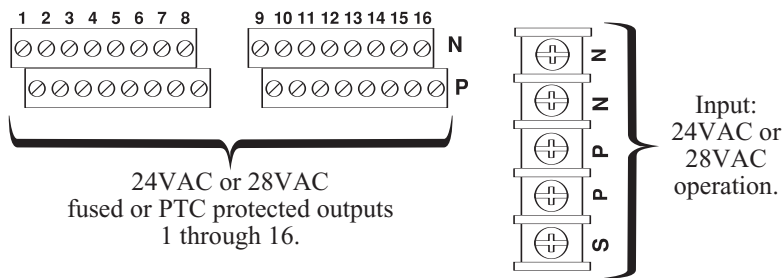 1 2 3 4 5 6 7 8
9 10 11 12 13 14 15 16
N
P
24VAC or 28VAC
fused or PTC protected outputs
1 through 16.
N
N
P
P
S
Input:
24VAC or
28VAC
operation.